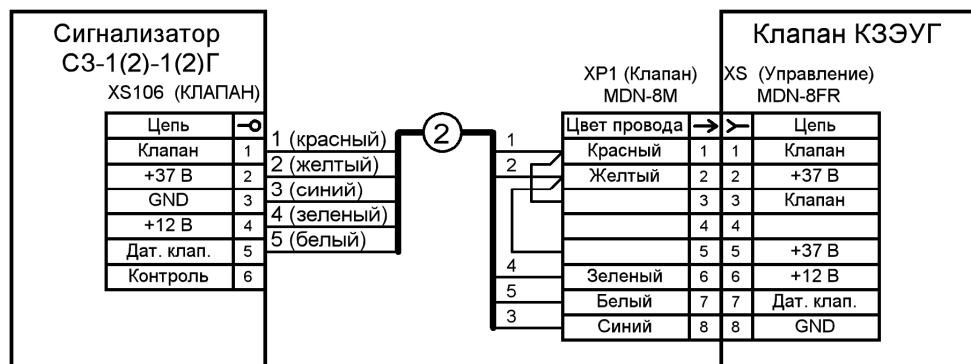 Сигнализатор
СЗ-1(2)-1(2)Г
XS106 (КЛАПАН)
Цепь
Клапан 1
+37 В 2
GND 3
+12 В 4
Дат. клап. 5
Контроль 6
1 (красный)
2 (желтый)
3 (синий)
4 (зеленый)
5 (белый)
2
1
2
4
5
3
Клапан КЗЭУГ
XP1 (Клапан)
MDN-8M
XS (Управление)
MDN-8FR
Цвет провода Цепь
Красный 1 1 Клапан
Желтый 2 2 +37 В
3 3 Клапан
4 4
5 5 +37 В
Зеленый 6 6 +12 В
Белый 7 7 Дат. клап.
Синий 8 8 GND